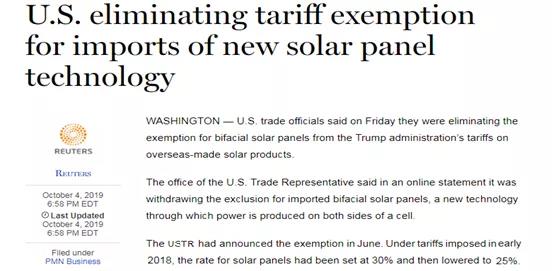 U.S. eliminating tariff exemption
for imports of new solar panel
technology
REUTERS
REUTERS
October 4, 2019
6:58 PM EDT
Last Updated
October 4, 2019
6:58 PM EDT
Filed under
PMN Business
WASHINGTON — U.S. trade officials said on Friday they were eliminating the
exemption for bifacial solar panels from the Trump administration's tariffs on
overseas-made solar products.
The office of the U.S. Trade Representative said in an online statement it was
withdrawing the exclusion for imported bifacial solar panels, a new technology
through which power is produced on both sides of a cell.
The USTR had announced the exemption in June. Under tariffs imposed in early
2018, the rate for solar panels had been set at 30% and then lowered to 25%.